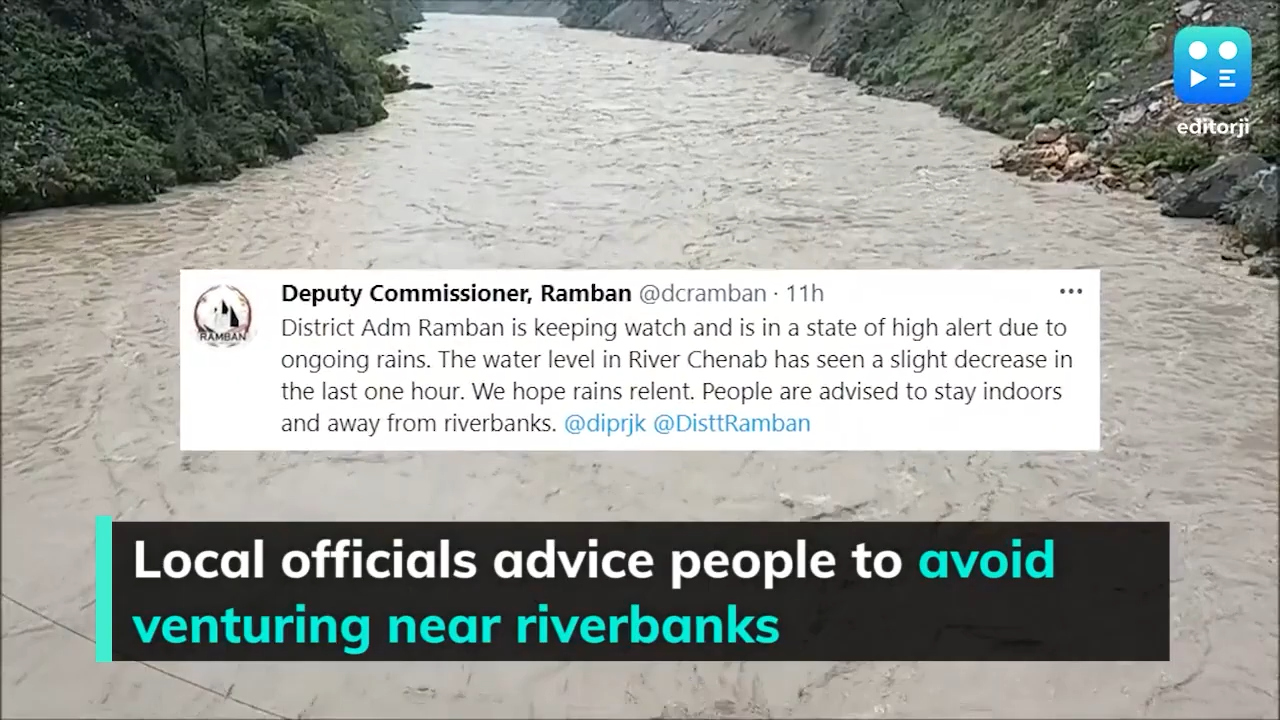 editorji
Deputy Commissioner, Ramban @dcramban · 11h
RAMBAN
District Adm Ramban is keeping watch and is in a state of high alert due to
ongoing rains. The water level in River Chenab has seen a slight decrease in
the last one hour. We hope rains relent. People are advised to stay indoors
and away from riverbanks. @diprjk @DisttRamban
Local officials advice people to avoid
venturing near riverbanks